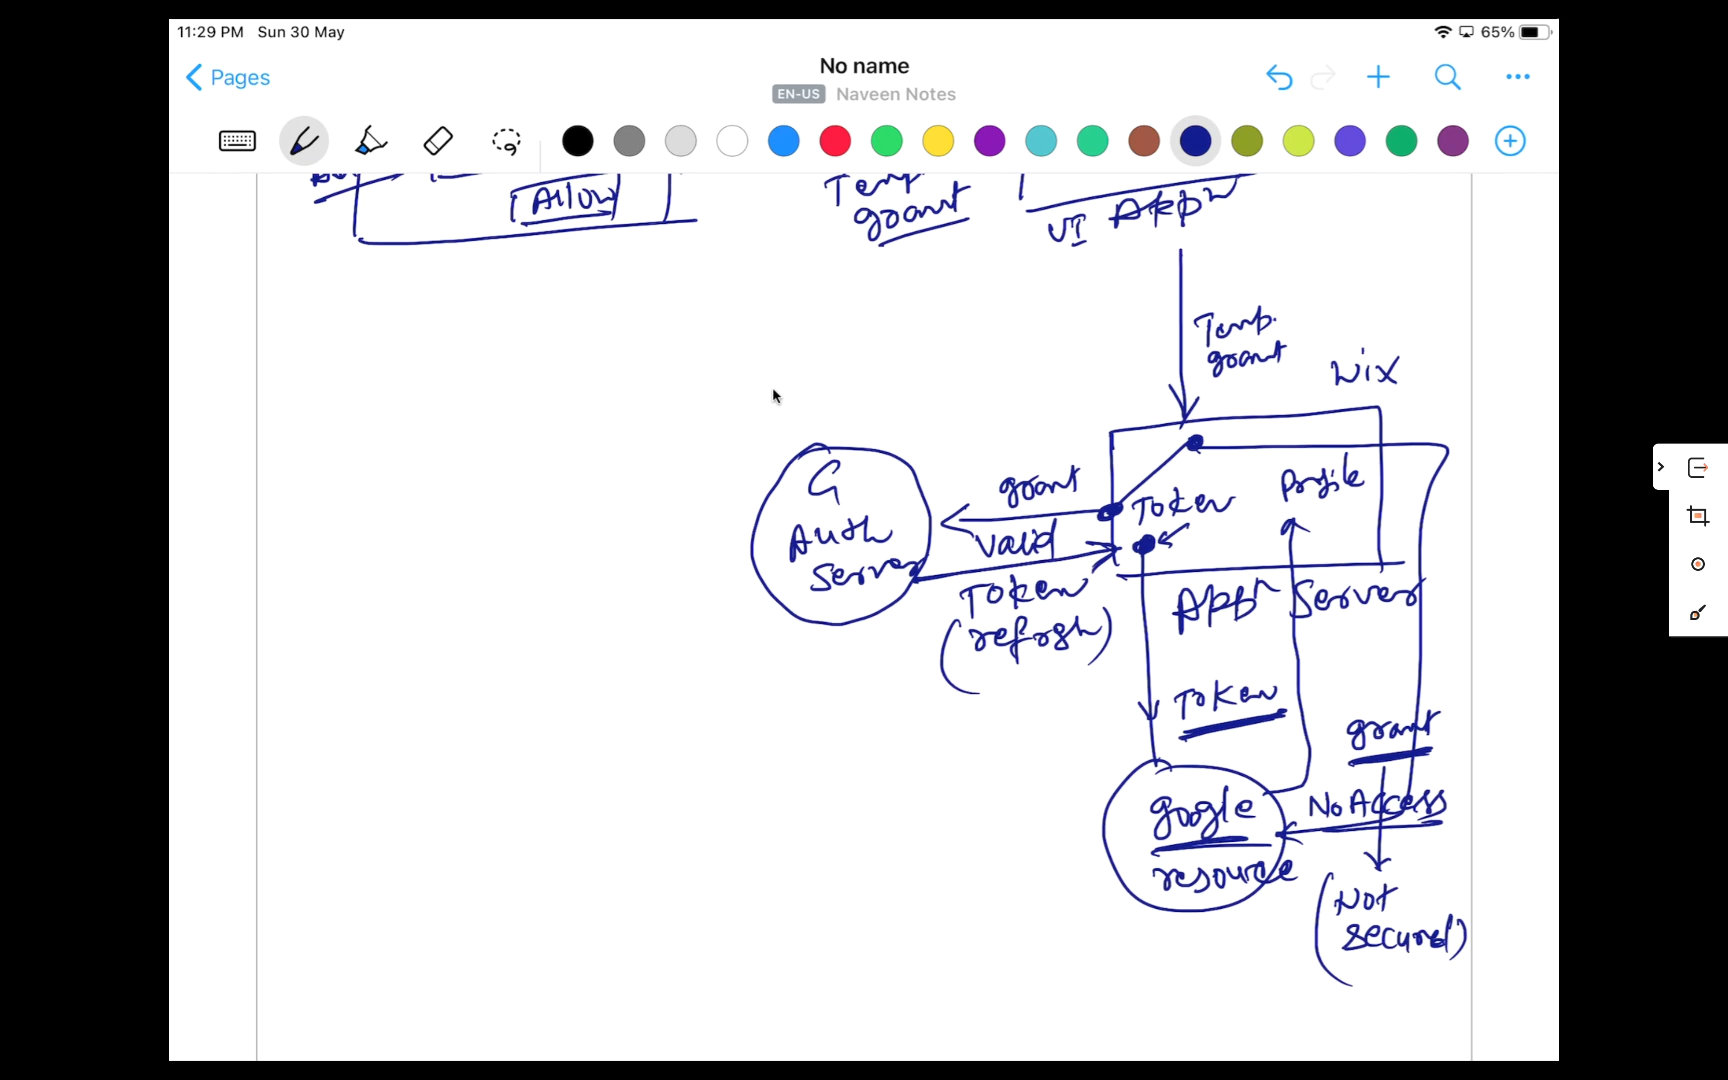 11:29 PM Sun 30 May
65%
Pages
No name
EN-US Naveen Notes
Allow
Temp
grant
UI Appn
Temp.
grant
Wix
G
Auth
Server
grant
Valid
Token
(refresh)
Token
Profile
Appn Server
Token
grant
No Access
google
resource
(Not
secured)